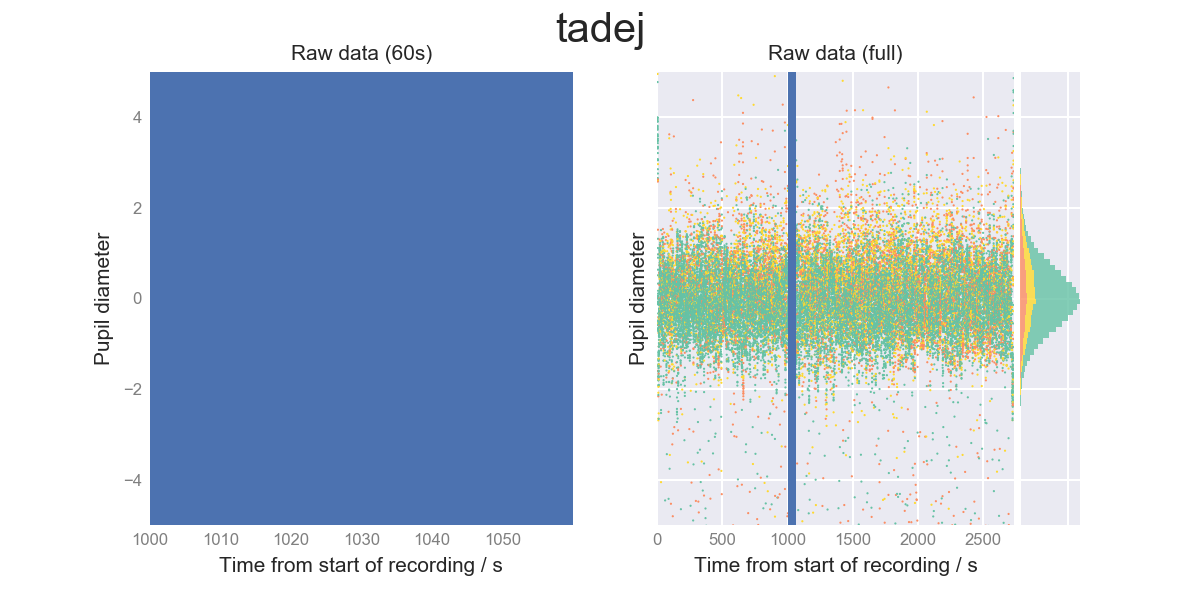 tadej
Raw data (60s)
Raw data (full)
Pupil diameter
4
2
0
−2
−4
1000 1010 1020 1030 1040 1050
Time from start of recording / s
Pupil diameter
0 500 1000 1500 2000 2500
Time from start of recording / s